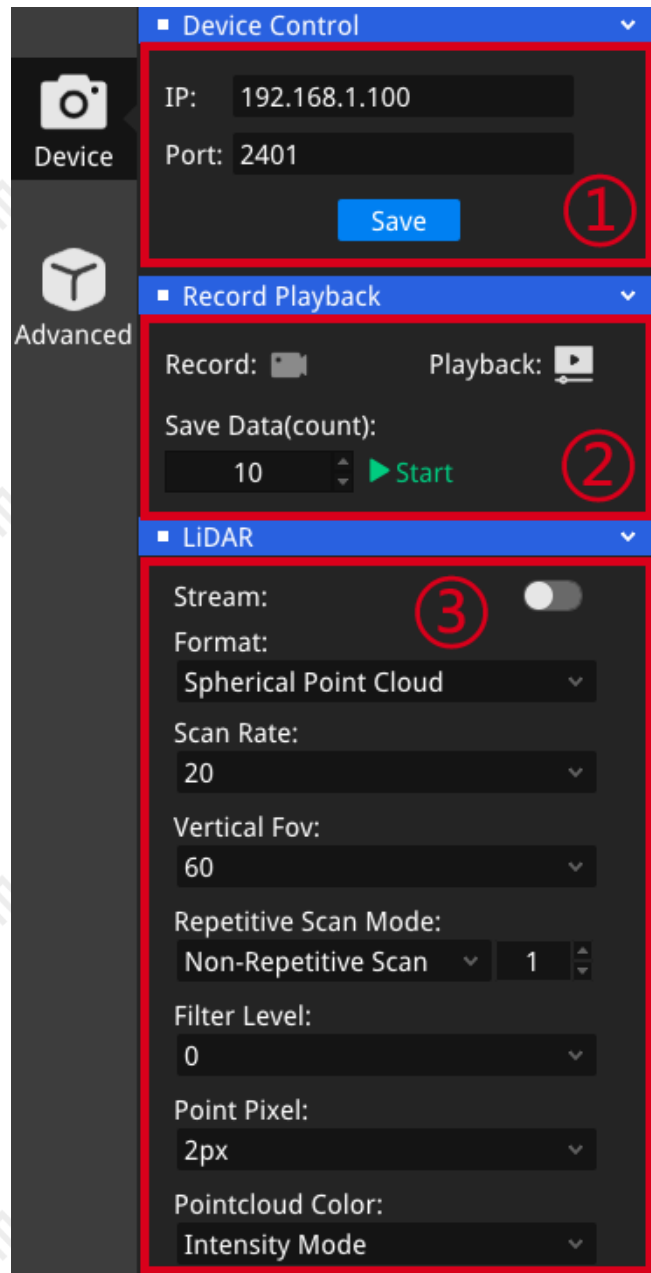 Device Control
IP: 192.168.1.100
Device
Port: 2401
①
Save
Record Playback
Advanced
Record: Playback:
Save Data(count):
10 Start
②
LiDAR
Stream:
③
Format:
Spherical Point Cloud
Scan Rate:
20
Vertical Fov:
60
Repetitive Scan Mode:
Non-Repetitive Scan 1
Filter Level:
0
Point Pixel:
2px
Pointcloud Color:
Intensity Mode